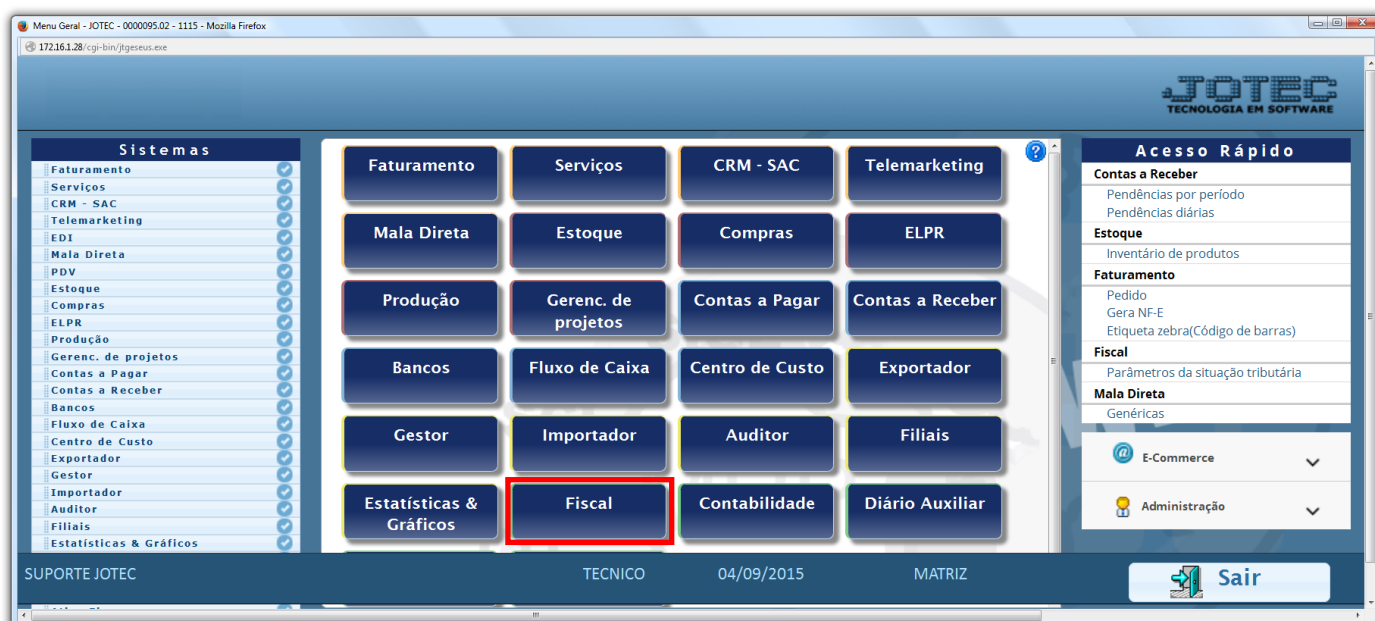 Menu Geral - JOTEC - 0000095.02 - 1115 - Mozilla Firefox
172.16.1.28/cgi-bin/jtgeseus.exe
JOTEC
TECNOLOGIA EM SOFTWARE
Sistemas
Faturamento
Serviços
CRM - SAC
Telemarketing
EDI
Mala Direta
PDV
Estoque
Compras
ELPR
Produção
Gerenc. de projetos
Contas a Pagar
Contas a Receber
Bancos
Fluxo de Caixa
Centro de Custo
Exportador
Gestor
Importador
Auditor
Filiais
Estatísticas & Gráficos
Faturamento
Serviços
CRM - SAC
Telemarketing
?
Mala Direta
Estoque
Compras
ELPR
Produção
Gerenc. de
projetos
Contas a Pagar
Contas a Receber
Bancos
Fluxo de Caixa
Centro de Custo
Exportador
Gestor
Importador
Auditor
Filiais
Estatísticas &
Gráficos
Fiscal
Contabilidade
Diário Auxiliar
Acesso Rápido
Contas a Receber
Pendências por período
Pendências diárias
Estoque
Inventário de produtos
Faturamento
Pedido
Gera NF-E
Etiqueta zebra(Código de barras)
Fiscal
Parâmetros da situação tributária
Mala Direta
Genéricas
@ E-Commerce
Administração
SUPORTE JOTEC
TECNICO
04/09/2015
MATRIZ
Sair